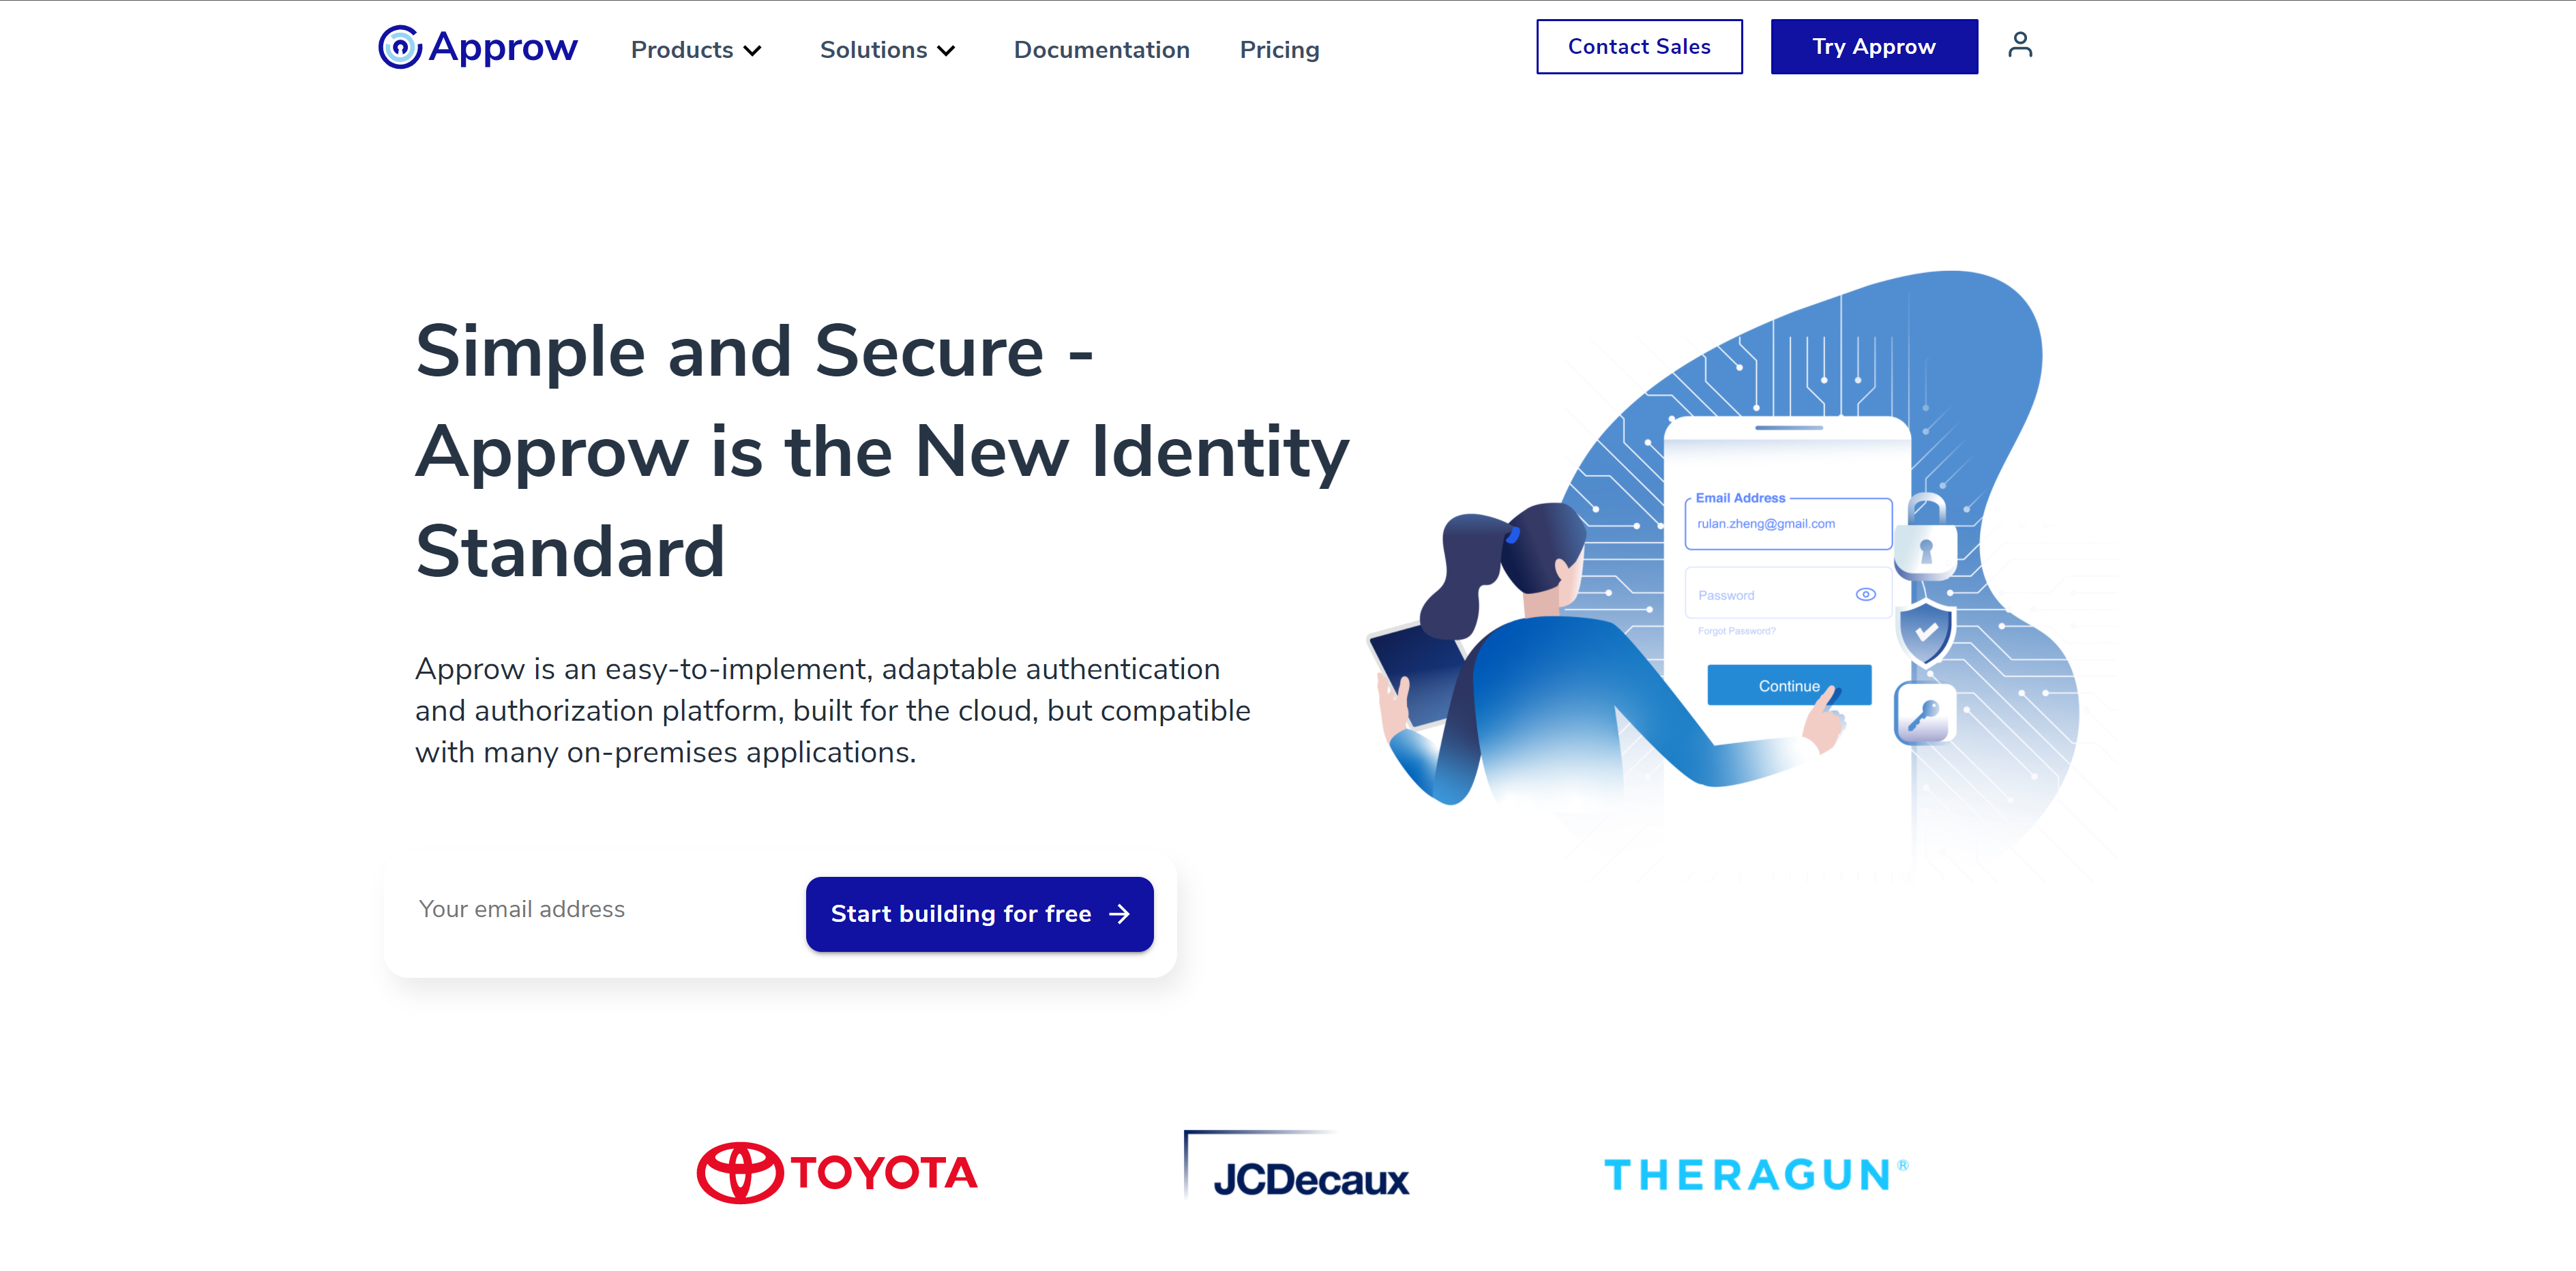 Approw
Products
Solutions
Documentation
Pricing
Contact Sales
Try Approw
Simple and Secure -
Approw is the New Identity
Standard
Approw is an easy-to-implement, adaptable authentication
and authorization platform, built for the cloud, but compatible
with many on-premises applications.
Your email address
Start building for free
Email Address
rulan.zheng@gmail.com
Password
Forgot Password?
Continue
TOYOTA
JCDecaux
THERAGUN®